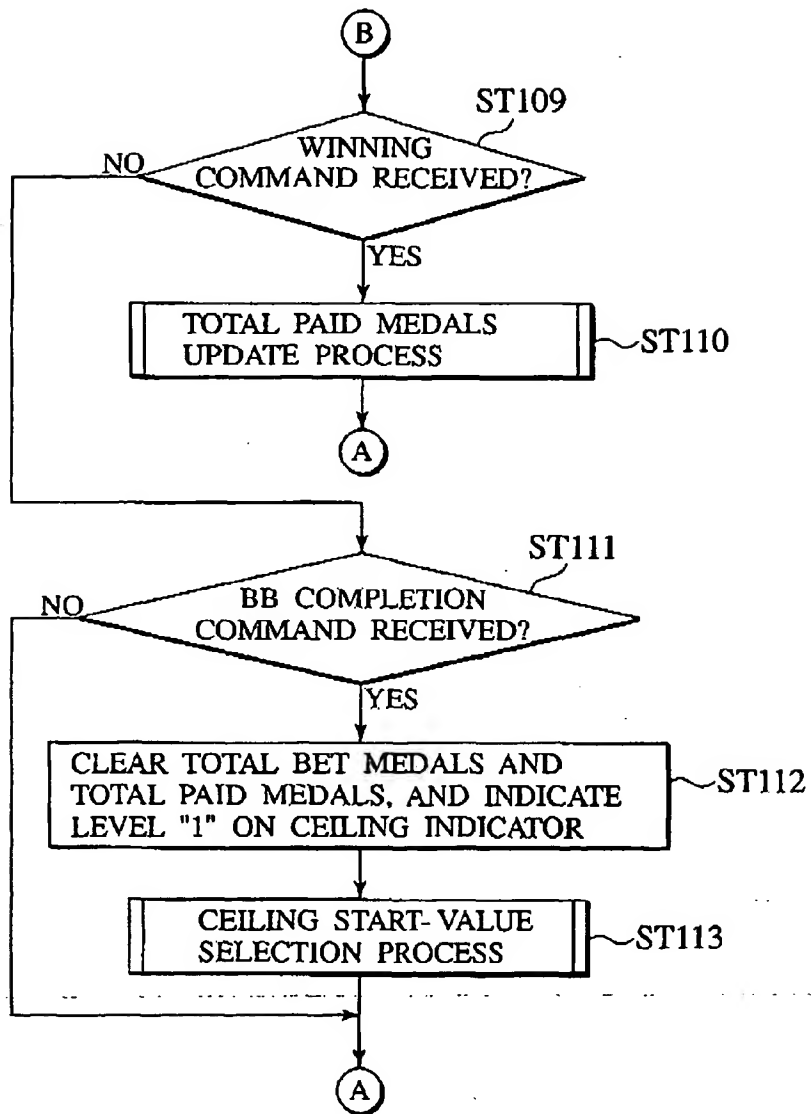 B
ST109
WINNING
COMMAND RECEIVED?
NO
YES
TOTAL PAID MEDALS
UPDATE PROCESS
ST110
A
ST111
BB COMPLETION
COMMAND RECEIVED?
NO
YES
CLEAR TOTAL BET MEDALS AND
TOTAL PAID MEDALS, AND INDICATE
LEVEL "1" ON CEILING INDICATOR
ST112
CEILING START-VALUE
SELECTION PROCESS
ST113
A